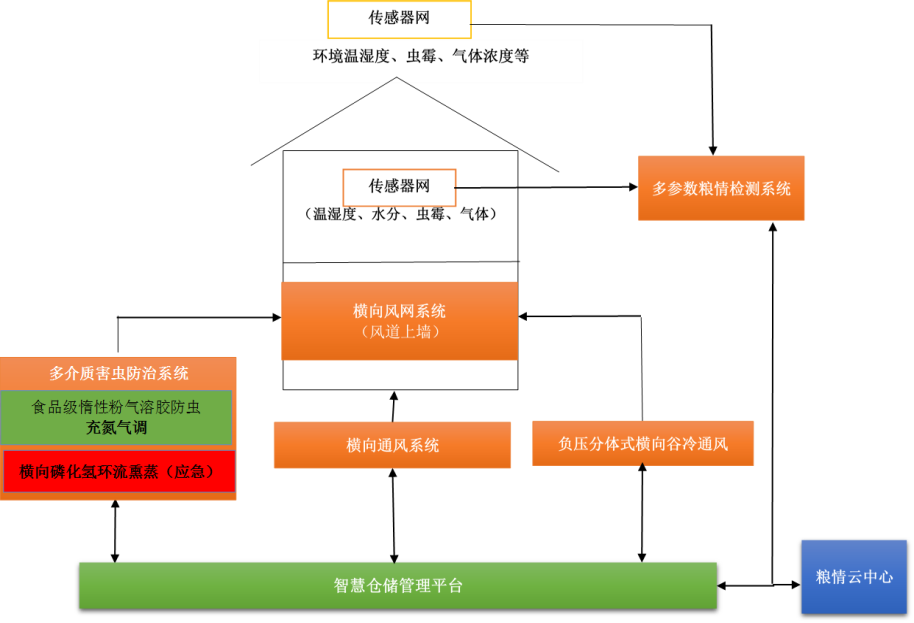 传感器网
环境温湿度、虫霉、气体浓度等
传感器网
（温湿度、水分、虫霉、气体）
多参数粮情检测系统
横向风网系统
（风道上墙）
多介质害虫防治系统
食品级惰性粉气溶胶防虫
充氮气调
横向磷化氢环流熏蒸（应急）
横向通风系统
负压分体式横向谷冷通风
智慧仓储管理平台
粮情云中心